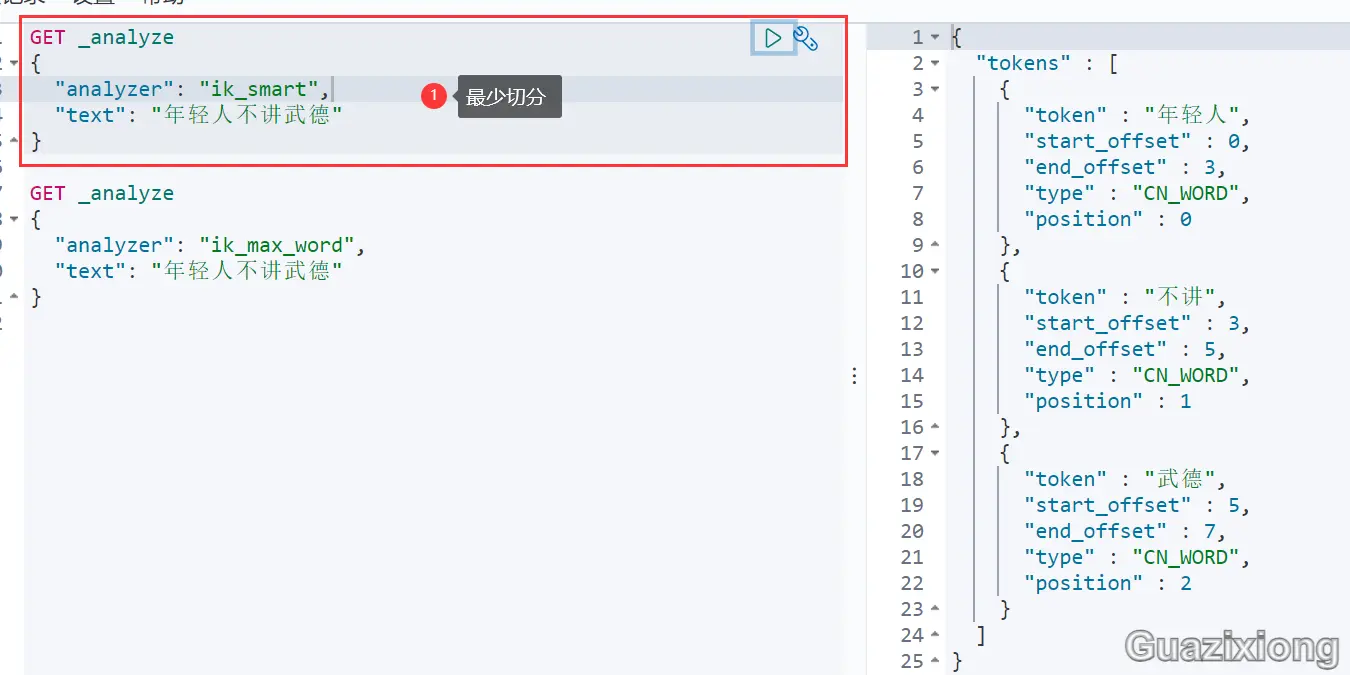 GET _analyze
{
"analyzer": "ik_smart",
"text": "年轻人不讲武德"
}
1
最少切分
GET _analyze
{
"analyzer": "ik_max_word",
"text": "年轻人不讲武德"
}
1 {
2 "tokens" : [
3 {
4 "token" : "年轻人",
5 "start_offset" : 0,
6 "end_offset" : 3,
7 "type" : "CN_WORD",
8 "position" : 0
9 },
10 {
11 "token" : "不讲",
12 "start_offset" : 3,
13 "end_offset" : 5,
14 "type" : "CN_WORD",
15 "position" : 1
16 },
17 {
18 "token" : "武德",
19 "start_offset" : 5,
20 "end_offset" : 7,
21 "type" : "CN_WORD",
22 "position" : 2
23 }
24 ]
25 }
Guazixiong